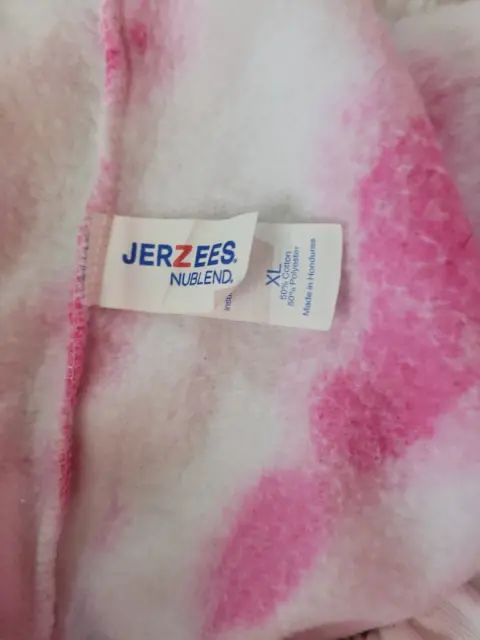 JERZEES®
NUBLEND®
XL
50% Cotton
50% Polyester
Made in Honduras